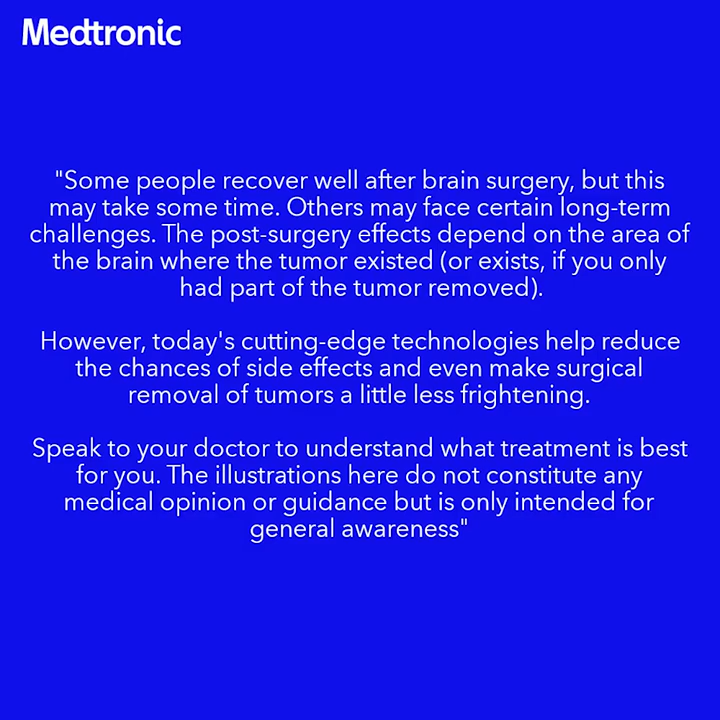 Medtronic
"Some people recover well after brain surgery, but this
may take some time. Others may face certain long-term
challenges. The post-surgery effects depend on the area of
the brain where the tumor existed (or exists, if you only
had part of the tumor removed).
However, today's cutting-edge technologies help reduce
the chances of side effects and even make surgical
removal of tumors a little less frightening.
Speak to your doctor to understand what treatment is best
for you. The illustrations here do not constitute any
medical opinion or guidance but is only intended for
general awareness"